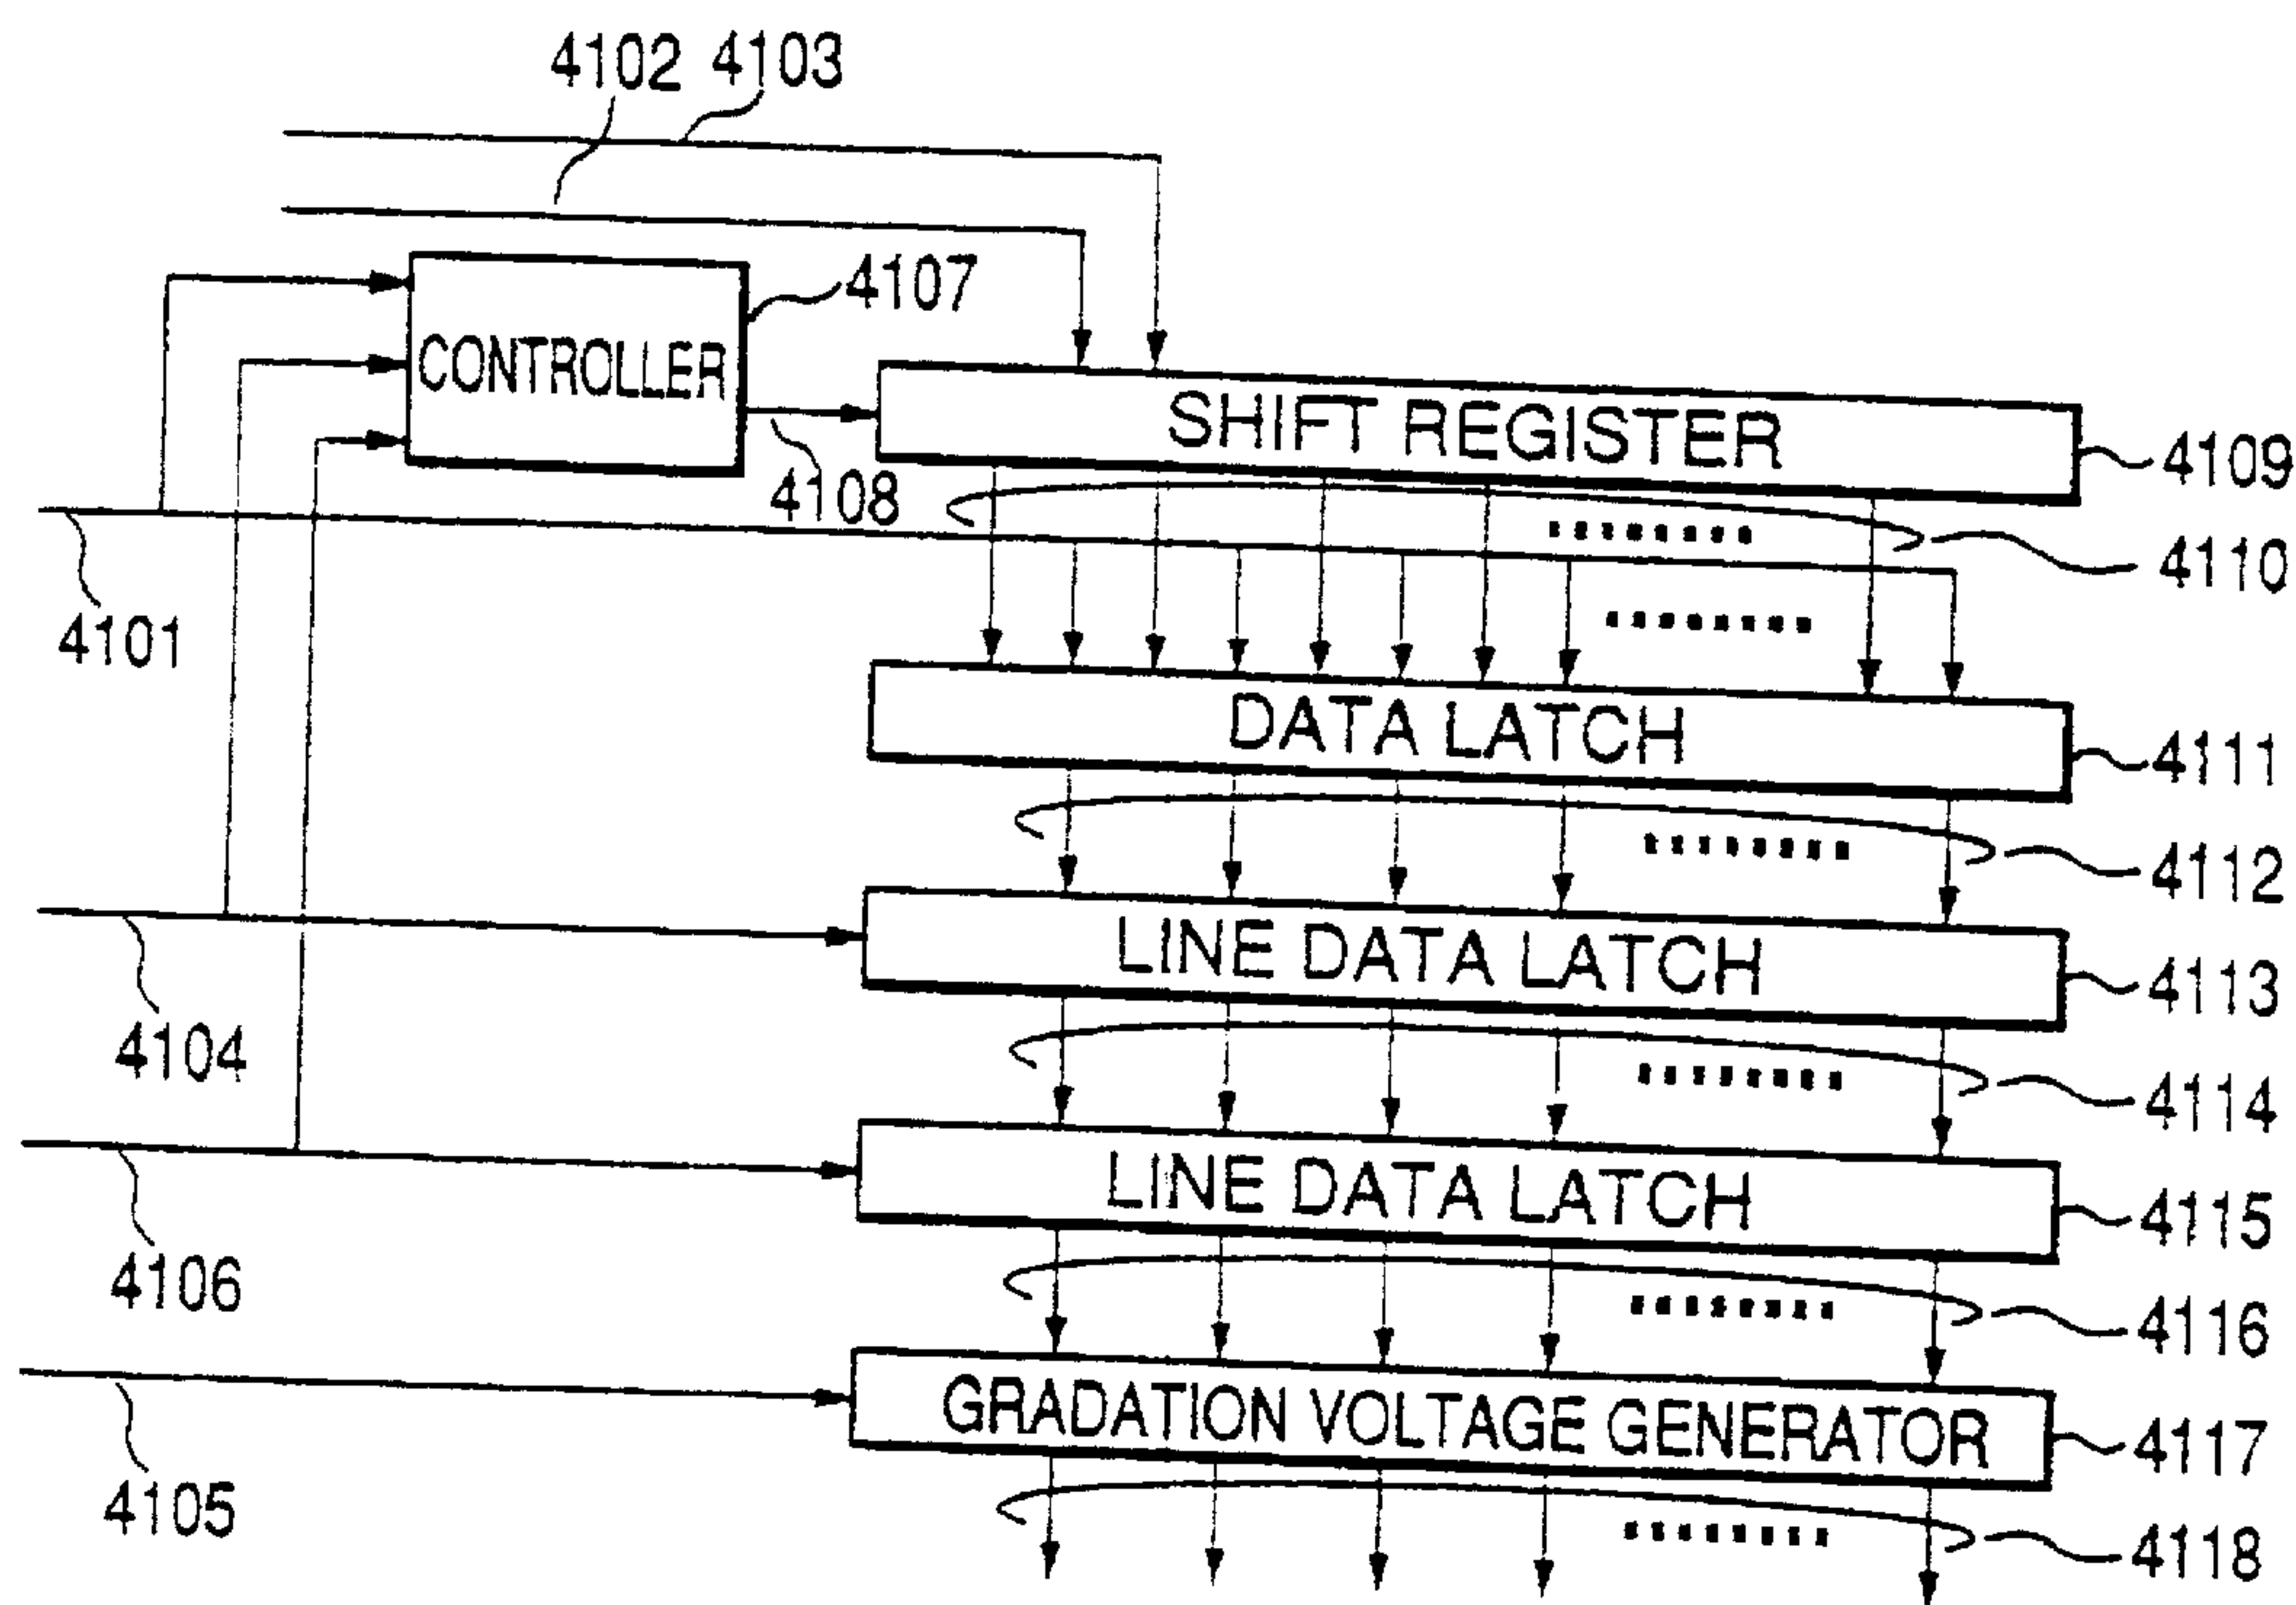 4102 4103
4107
CONTROLLER
SHIFT REGISTER
4109
4108
4110
4101
DATA LATCH
4111
4112
LINE DATA LATCH
4113
4104
4114
LINE DATA LATCH
4115
4106
4116
GRADATION VOLTAGE GENERATOR
4117
4105
4118